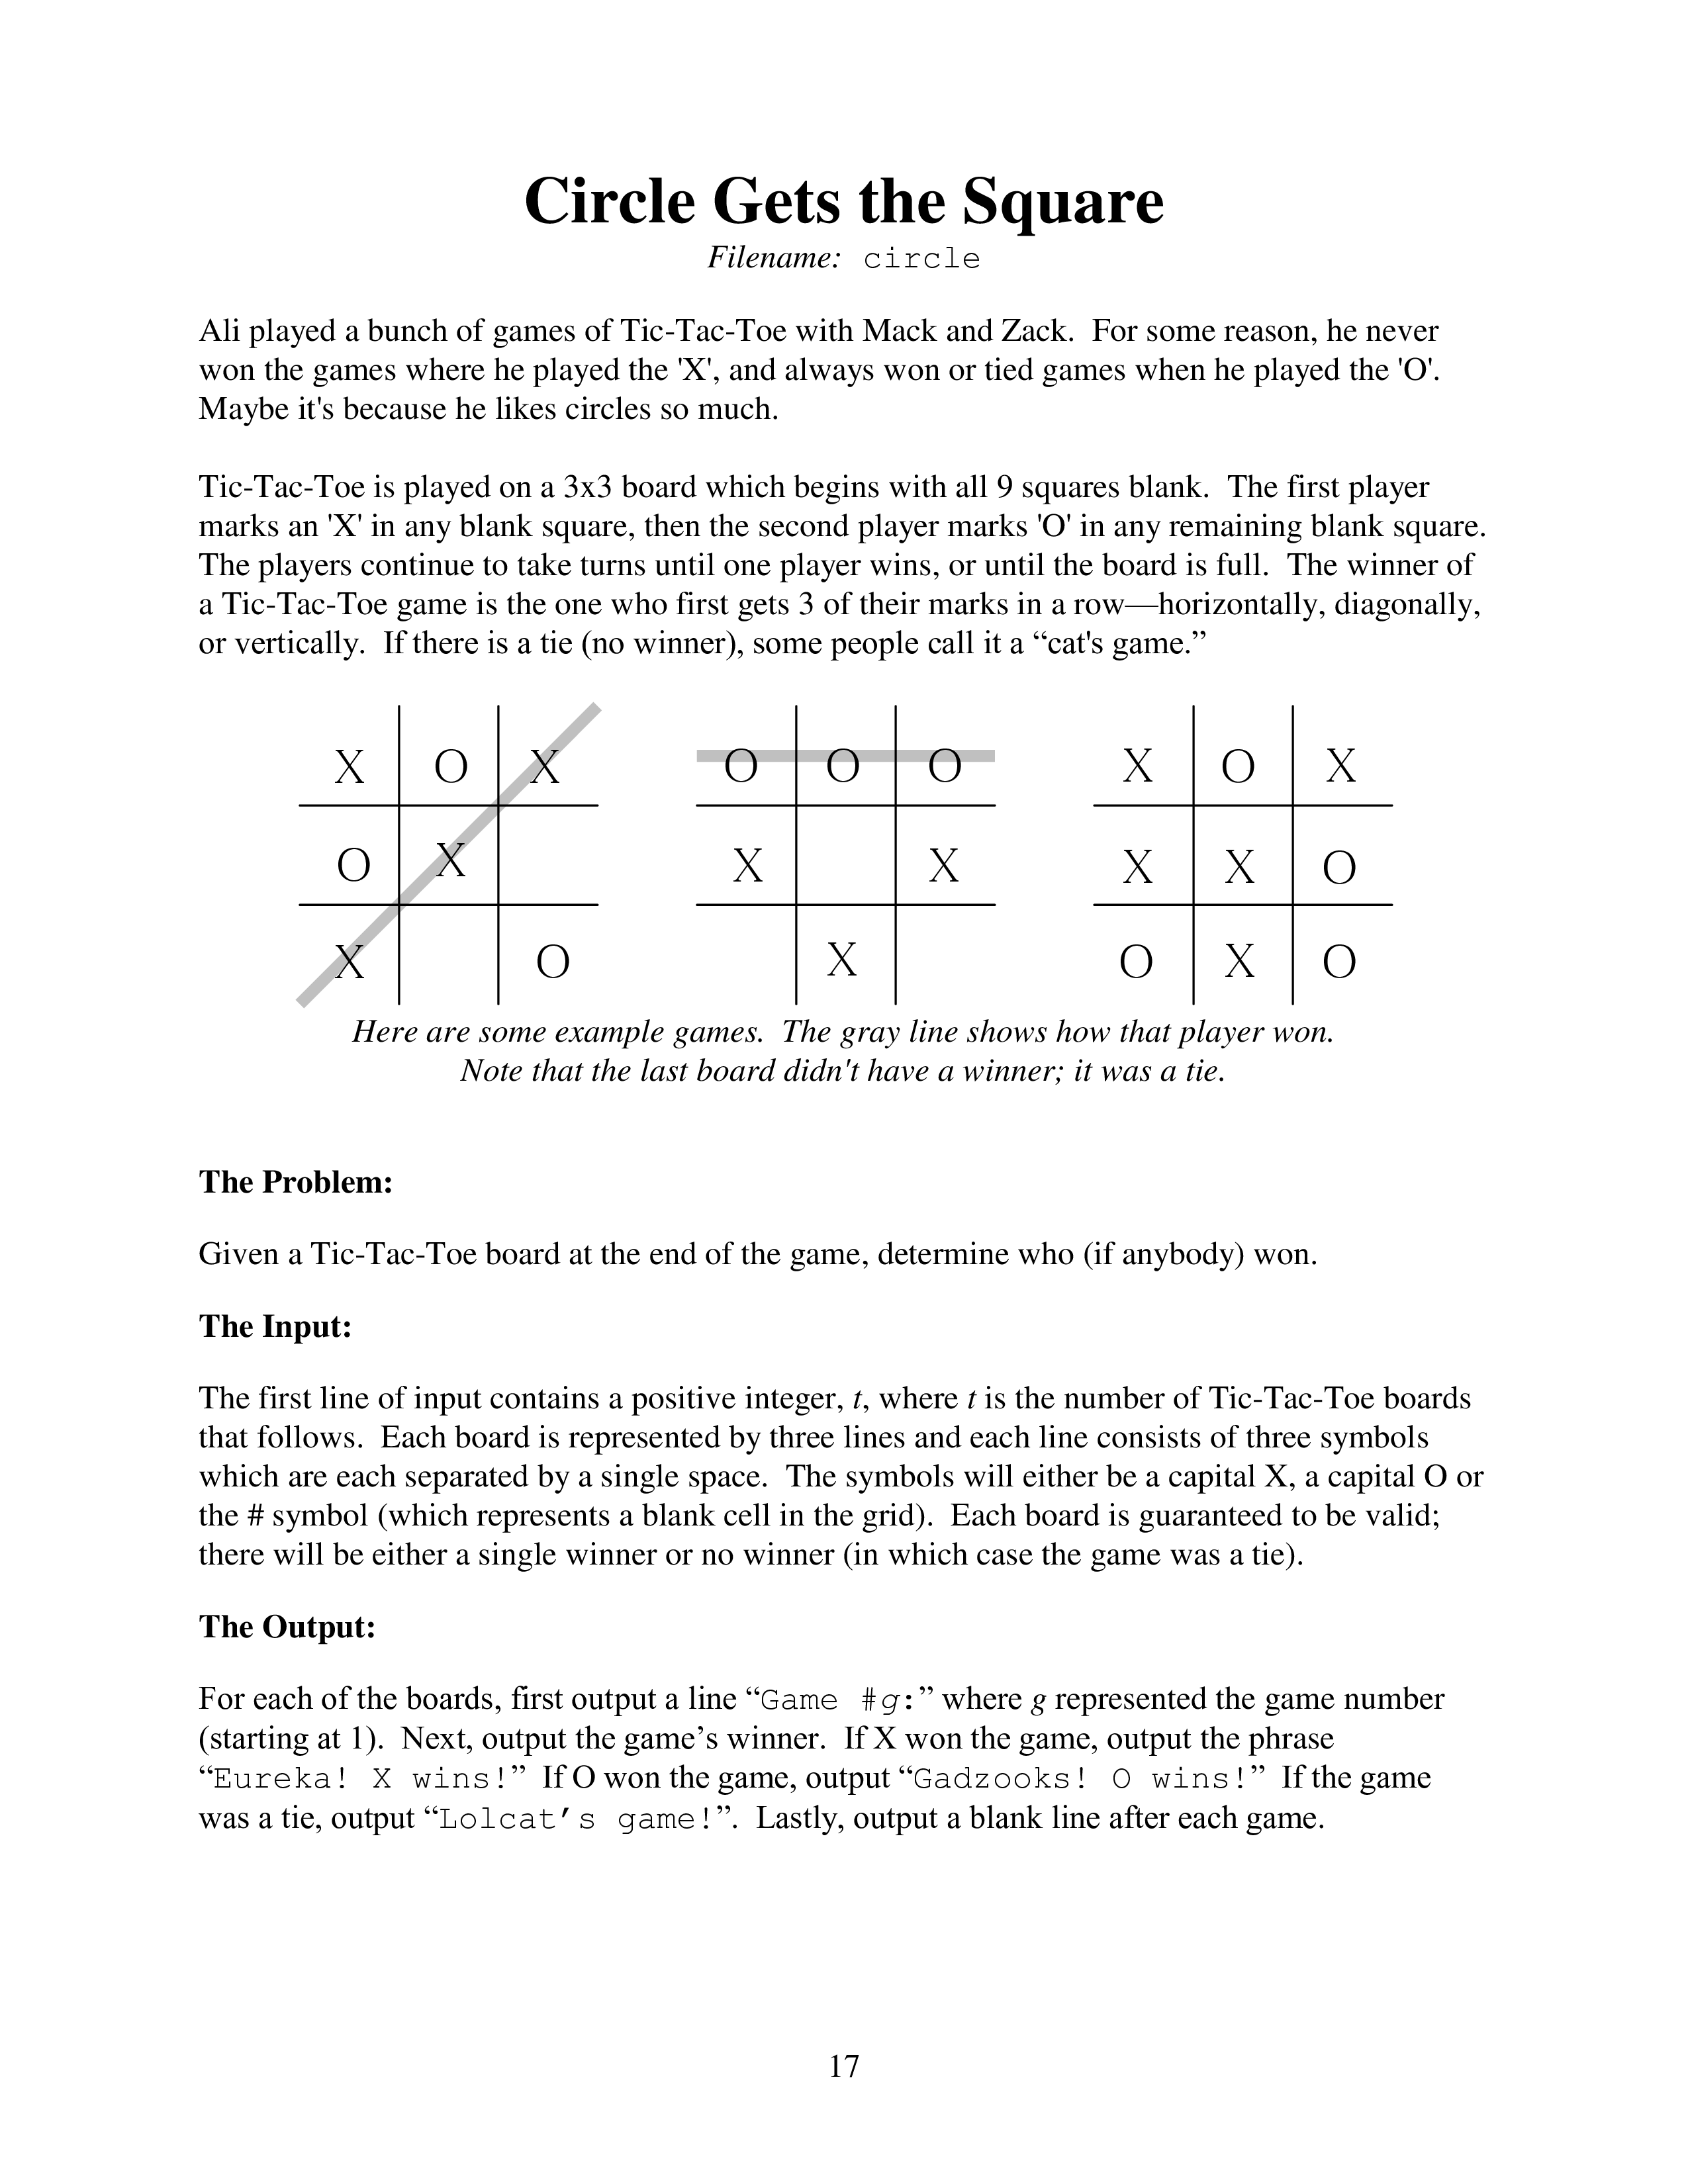 Circle Gets the Square
Filename: circle
Ali played a bunch of games of Tic-Tac-Toe with Mack and Zack. For some reason, he never
won the games where he played the 'X', and always won or tied games when he played the 'O'.
Maybe it's because he likes circles so much.
Tic-Tac-Toe is played on a 3x3 board which begins with all 9 squares blank. The first player
marks an 'X' in any blank square, then the second player marks 'O' in any remaining blank square.
The players continue to take turns until one player wins, or until the board is full. The winner of
a Tic-Tac-Toe game is the one who first gets 3 of their marks in a row—horizontally, diagonally,
or vertically. If there is a tie (no winner), some people call it a “cat's game.”
X O X
O X
X O
O O O
X X
X
X O X
X X O
O X O
Here are some example games. The gray line shows how that player won.
Note that the last board didn't have a winner; it was a tie.
The Problem:
Given a Tic-Tac-Toe board at the end of the game, determine who (if anybody) won.
The Input:
The first line of input contains a positive integer, t, where t is the number of Tic-Tac-Toe boards
that follows. Each board is represented by three lines and each line consists of three symbols
which are each separated by a single space. The symbols will either be a capital X, a capital O or
the # symbol (which represents a blank cell in the grid). Each board is guaranteed to be valid;
there will be either a single winner or no winner (in which case the game was a tie).
The Output:
For each of the boards, first output a line “Game #g:” where g represented the game number
(starting at 1). Next, output the game’s winner. If X won the game, output the phrase
“Eureka! X wins!” If O won the game, output “Gadzooks! O wins!” If the game
was a tie, output “Lolcat’s game!”. Lastly, output a blank line after each game.
17